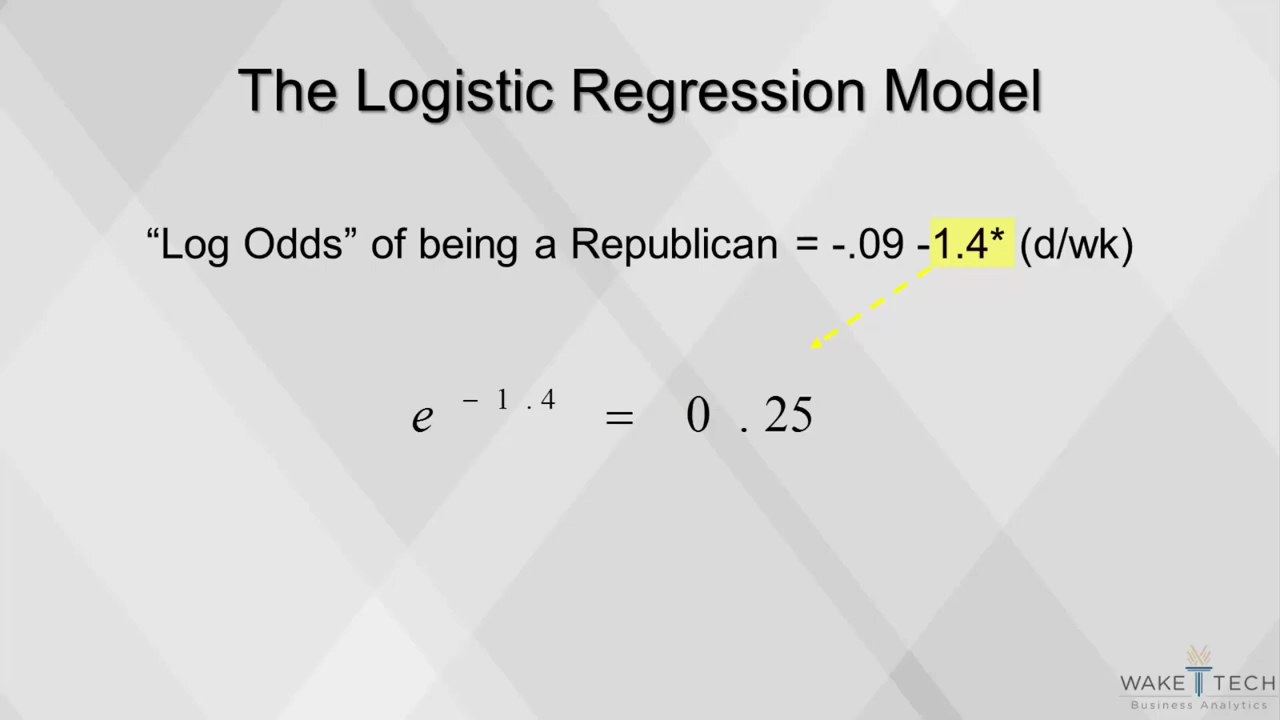 The Logistic Regression Model
“Log Odds” of being a Republican = -.09 -1.4* (d/wk)
e ^ − 1 . 4 = 0 . 25
WAKE TECH
Business Analytics